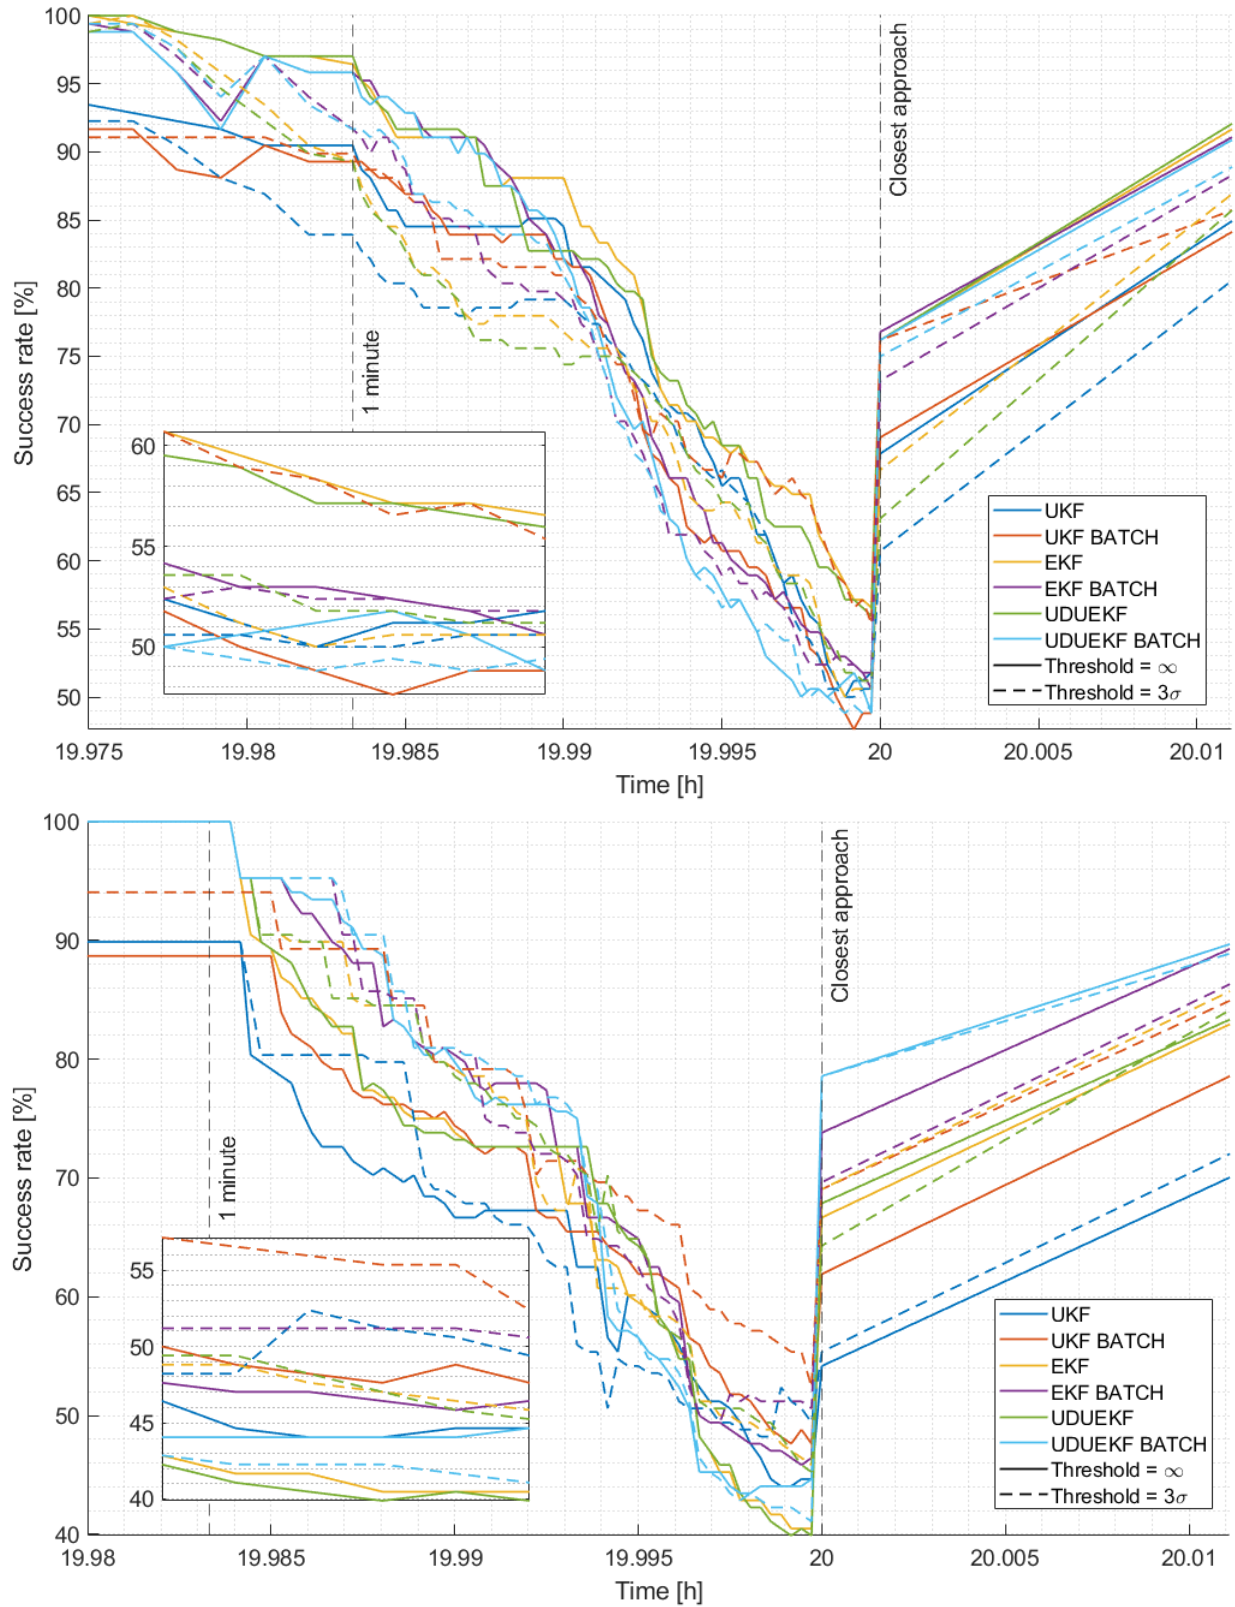 100
95
90
85
80
75
70
65
60
55
50
Success rate [%]
Closest approach
1 minute
60
55
50
UKF
UKF BATCH
EKF
EKF BATCH
UDUEKF
UDUEKF BATCH
Threshold = ∞
Threshold = 3σ
19.975 19.98 19.985 19.99 19.995 20 20.005 20.01
Time [h]
100
90
80
70
60
50
40
Success rate [%]
Closest approach
1 minute
55
50
45
40
UKF
UKF BATCH
EKF
EKF BATCH
UDUEKF
UDUEKF BATCH
Threshold = ∞
Threshold = 3σ
19.98 19.985 19.99 19.995 20 20.005 20.01
Time [h]